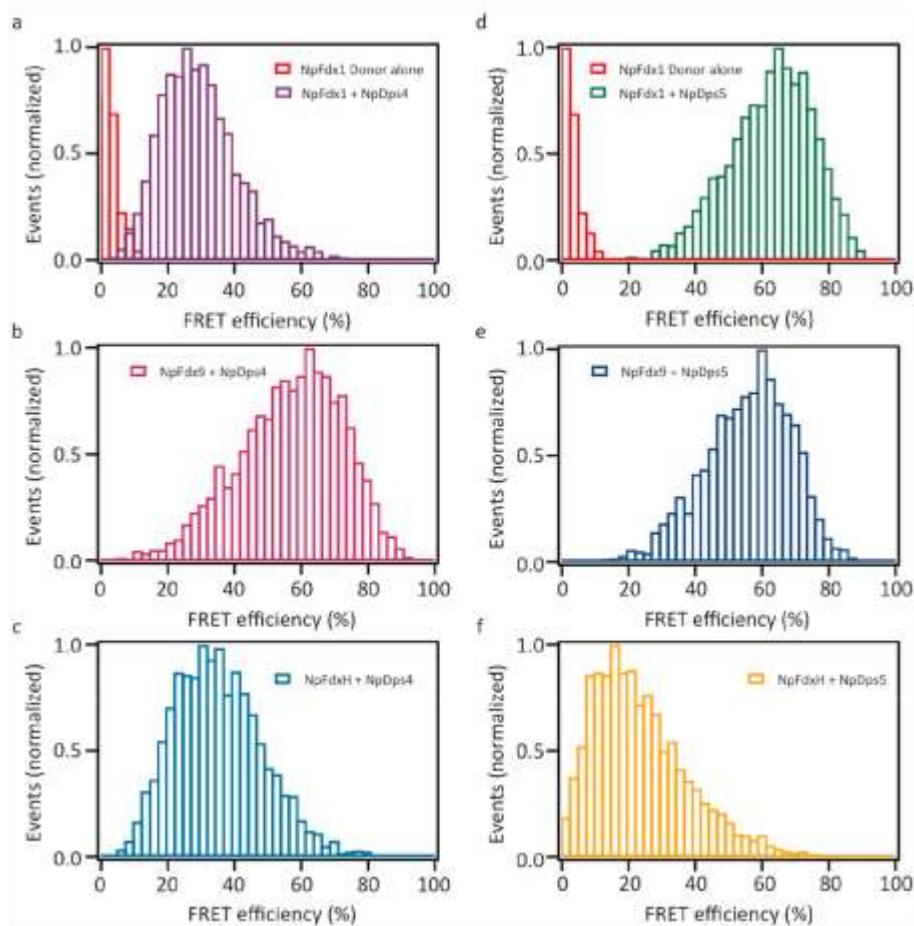 a
1.0
0.5
0.0
Events (normalized)
NpFdx1 Donor alone
NpFdx1 + NpDps4
0 20 40 60 80 100
FRET efficiency (%)
d
1.0
0.5
0.0
Events (normalized)
NpFdx1 Donor alone
NpFdx1 + NpDps5
0 20 40 60 80 100
FRET efficiency (%)
b
1.0
0.5
0.0
Events (normalized)
NpFdx9 + NpDps4
0 20 40 60 80 100
FRET efficiency (%)
e
1.0
0.5
0.0
Events (normalized)
NpFdx9 + NpDps5
0 20 40 60 80 100
FRET efficiency (%)
c
1.0
0.5
0.0
Events (normalized)
NpFdxH + NpDps4
0 20 40 60 80 100
FRET efficiency (%)
f
1.0
0.5
0.0
Events (normalized)
NpFdxH + NpDps5
0 20 40 60 80 100
FRET efficiency (%)